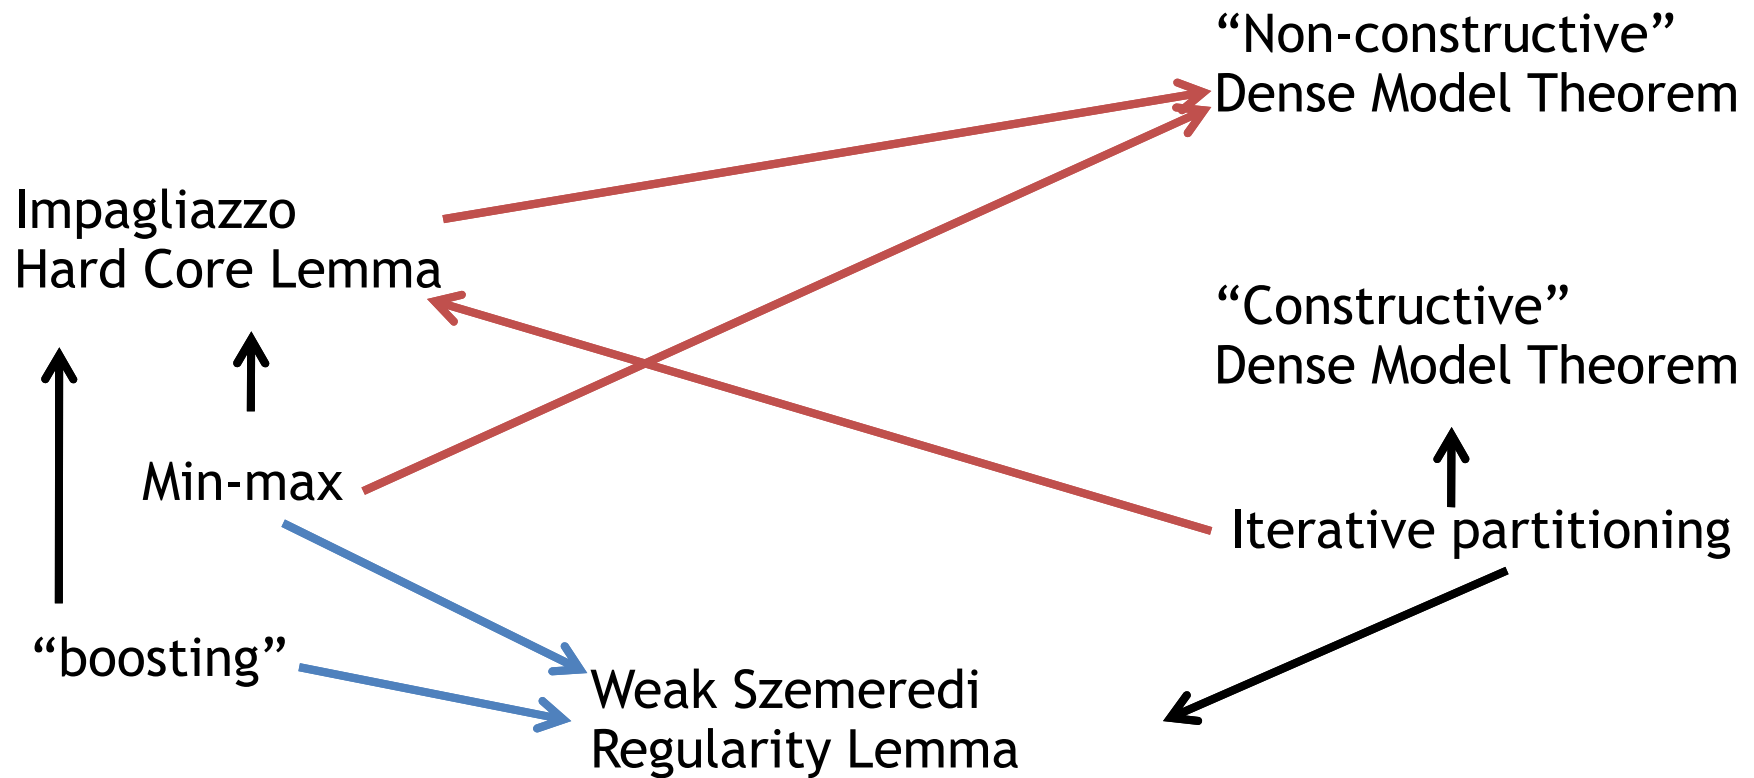 “Non-constructive”
Dense Model Theorem
Impagliazzo
Hard Core Lemma
“Constructive”
Dense Model Theorem
Min-max
Iterative partitioning
“boosting”
Weak Szemeredi
Regularity Lemma